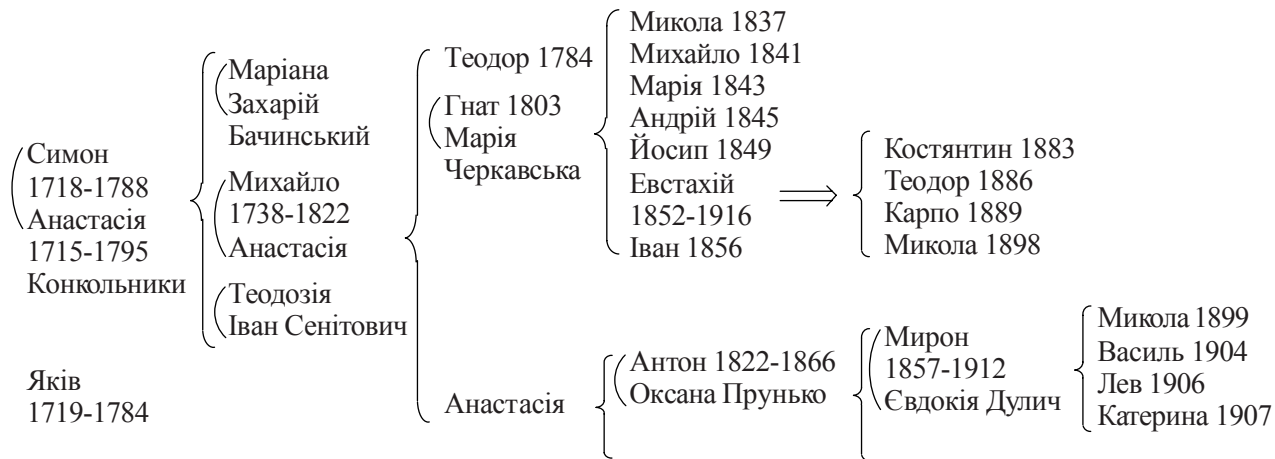 Симон
1718-1788
Анастасія
1715-1795
Конкольники
Яків
1719-1784
Маріана
Захарій
Бачинський
Михайло
1738-1822
Анастасія
Теодозія
Іван Сенітович
Теодор 1784
Гнат 1803
Марія
Черкавська
Анастасія
Микола 1837
Михайло 1841
Марія 1843
Андрій 1845
Йосип 1849
Евстахій
1852-1916
Іван 1856
Костянтин 1883
Теодор 1886
Карпо 1889
Микола 1898
Антон 1822-1866
Оксана Прунько
Мирон
1857-1912
Євдокія Дулич
Микола 1899
Василь 1904
Лев 1906
Катерина 1907